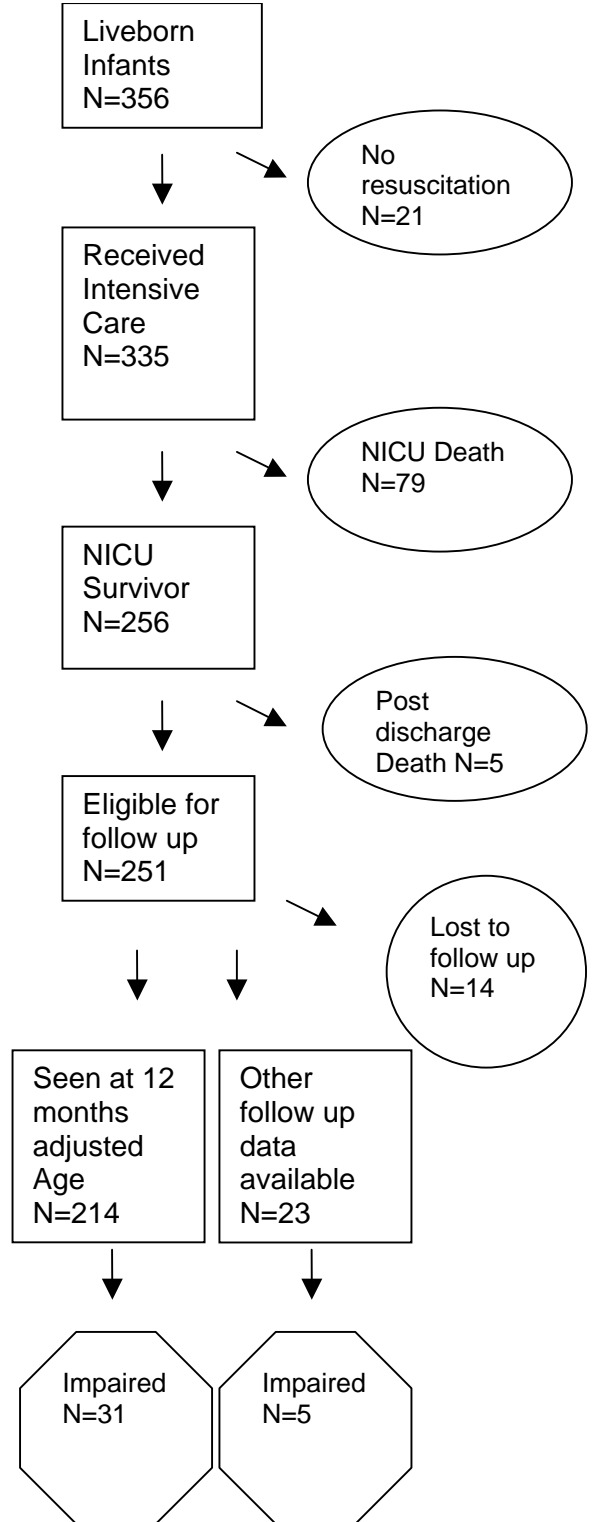 Liveborn
Infants
N=356
No
resuscitation
N=21
Received
Intensive
Care
N=335
NICU Death
N=79
NICU
Survivor
N=256
Post
discharge
Death N=5
Eligible for
follow up
N=251
Lost to
follow up
N=14
Seen at 12
months
adjusted
Age
N=214
Other
follow up
data
available
N=23
Impaired
N=31
Impaired
N=5